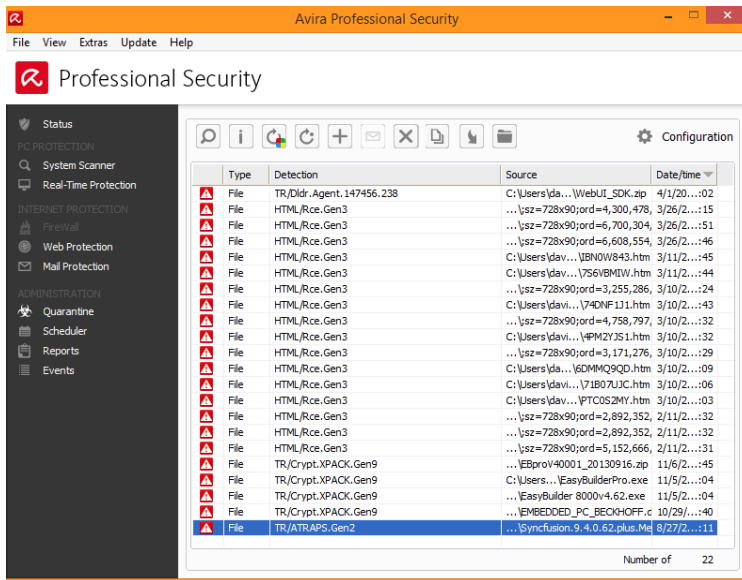 Avira Professional Security
File View Extras Update Help
Professional Security
Status
PC PROTECTION
System Scanner
Real-Time Protection
INTERNET PROTECTION
FireWall
Web Protection
Mail Protection
ADMINISTRATION
Quarantine
Scheduler
Reports
Events
Configuration
Type Detection Source Date/time
File TR/Dldr.Agent.147456.238 C:\Users\da...\WebUI_SDK.zip 4/1/20...:02
File HTML/Rce.Gen3 ...\;sz=728x90;ord=4,300,478, 3/26/2...:15
File HTML/Rce.Gen3 ...\;sz=728x90;ord=6,700,304, 3/26/2...:51
File HTML/Rce.Gen3 ...\;sz=728x90;ord=6,608,554, 3/26/2...:46
File HTML/Rce.Gen3 C:\Users\dav...\IBN0W843.htm 3/11/2...:45
File HTML/Rce.Gen3 C:\Users\dav...\7S6VBMIW.htm 3/11/2...:44
File HTML/Rce.Gen3 ...\;sz=728x90;ord=3,255,286, 3/10/2...:24
File HTML/Rce.Gen3 C:\Users\davi...\74DNF1J1.htm 3/10/2...:43
File HTML/Rce.Gen3 ...\;sz=728x90;ord=4,758,797, 3/10/2...:32
File HTML/Rce.Gen3 C:\Users\davi...\4PM2YJS1.htm 3/10/2...:32
File HTML/Rce.Gen3 ...\;sz=728x90;ord=3,171,276, 3/10/2...:29
File HTML/Rce.Gen3 C:\Users\da...\6DMMQ9QD.htm 3/10/2...:09
File HTML/Rce.Gen3 C:\Users\davi...\71B07UJC.htm 3/10/2...:06
File HTML/Rce.Gen3 C:\Users\dav...\PTC0S2MY.htm 3/10/2...:03
File HTML/Rce.Gen3 ...\;sz=728x90;ord=2,892,352, 2/11/2...:32
File HTML/Rce.Gen3 ...\;sz=728x90;ord=2,892,352, 2/11/2...:32
File HTML/Rce.Gen3 ...\;sz=728x90;ord=5,152,666, 2/11/2...:31
File TR/Crypt.XPACK.Gen9 ...\EBproV40001_20130916.zip 11/6/2...:45
File TR/Crypt.XPACK.Gen9 C:\Users...\EasyBuilderPro.exe 11/5/2...:04
File TR/Crypt.XPACK.Gen9 ...\EasyBuilder 8000v4.62.exe 11/5/2...:04
File TR/Crypt.XPACK.Gen9 ...\EMBEDDED_PC_BECKHOFF.c 10/29/...:40
File TR/ATRAPS.Gen2 ...\Syncfusion.9.4.0.62.plus.Me 8/27/2...:11
Number of 22